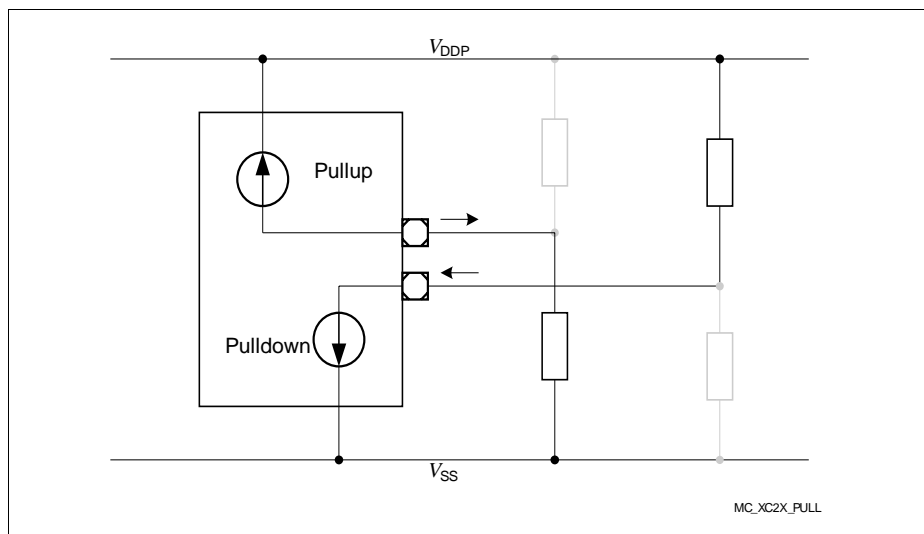 VDDP
Pullup
Pulldown
VSS
MC_XC2X_PULL